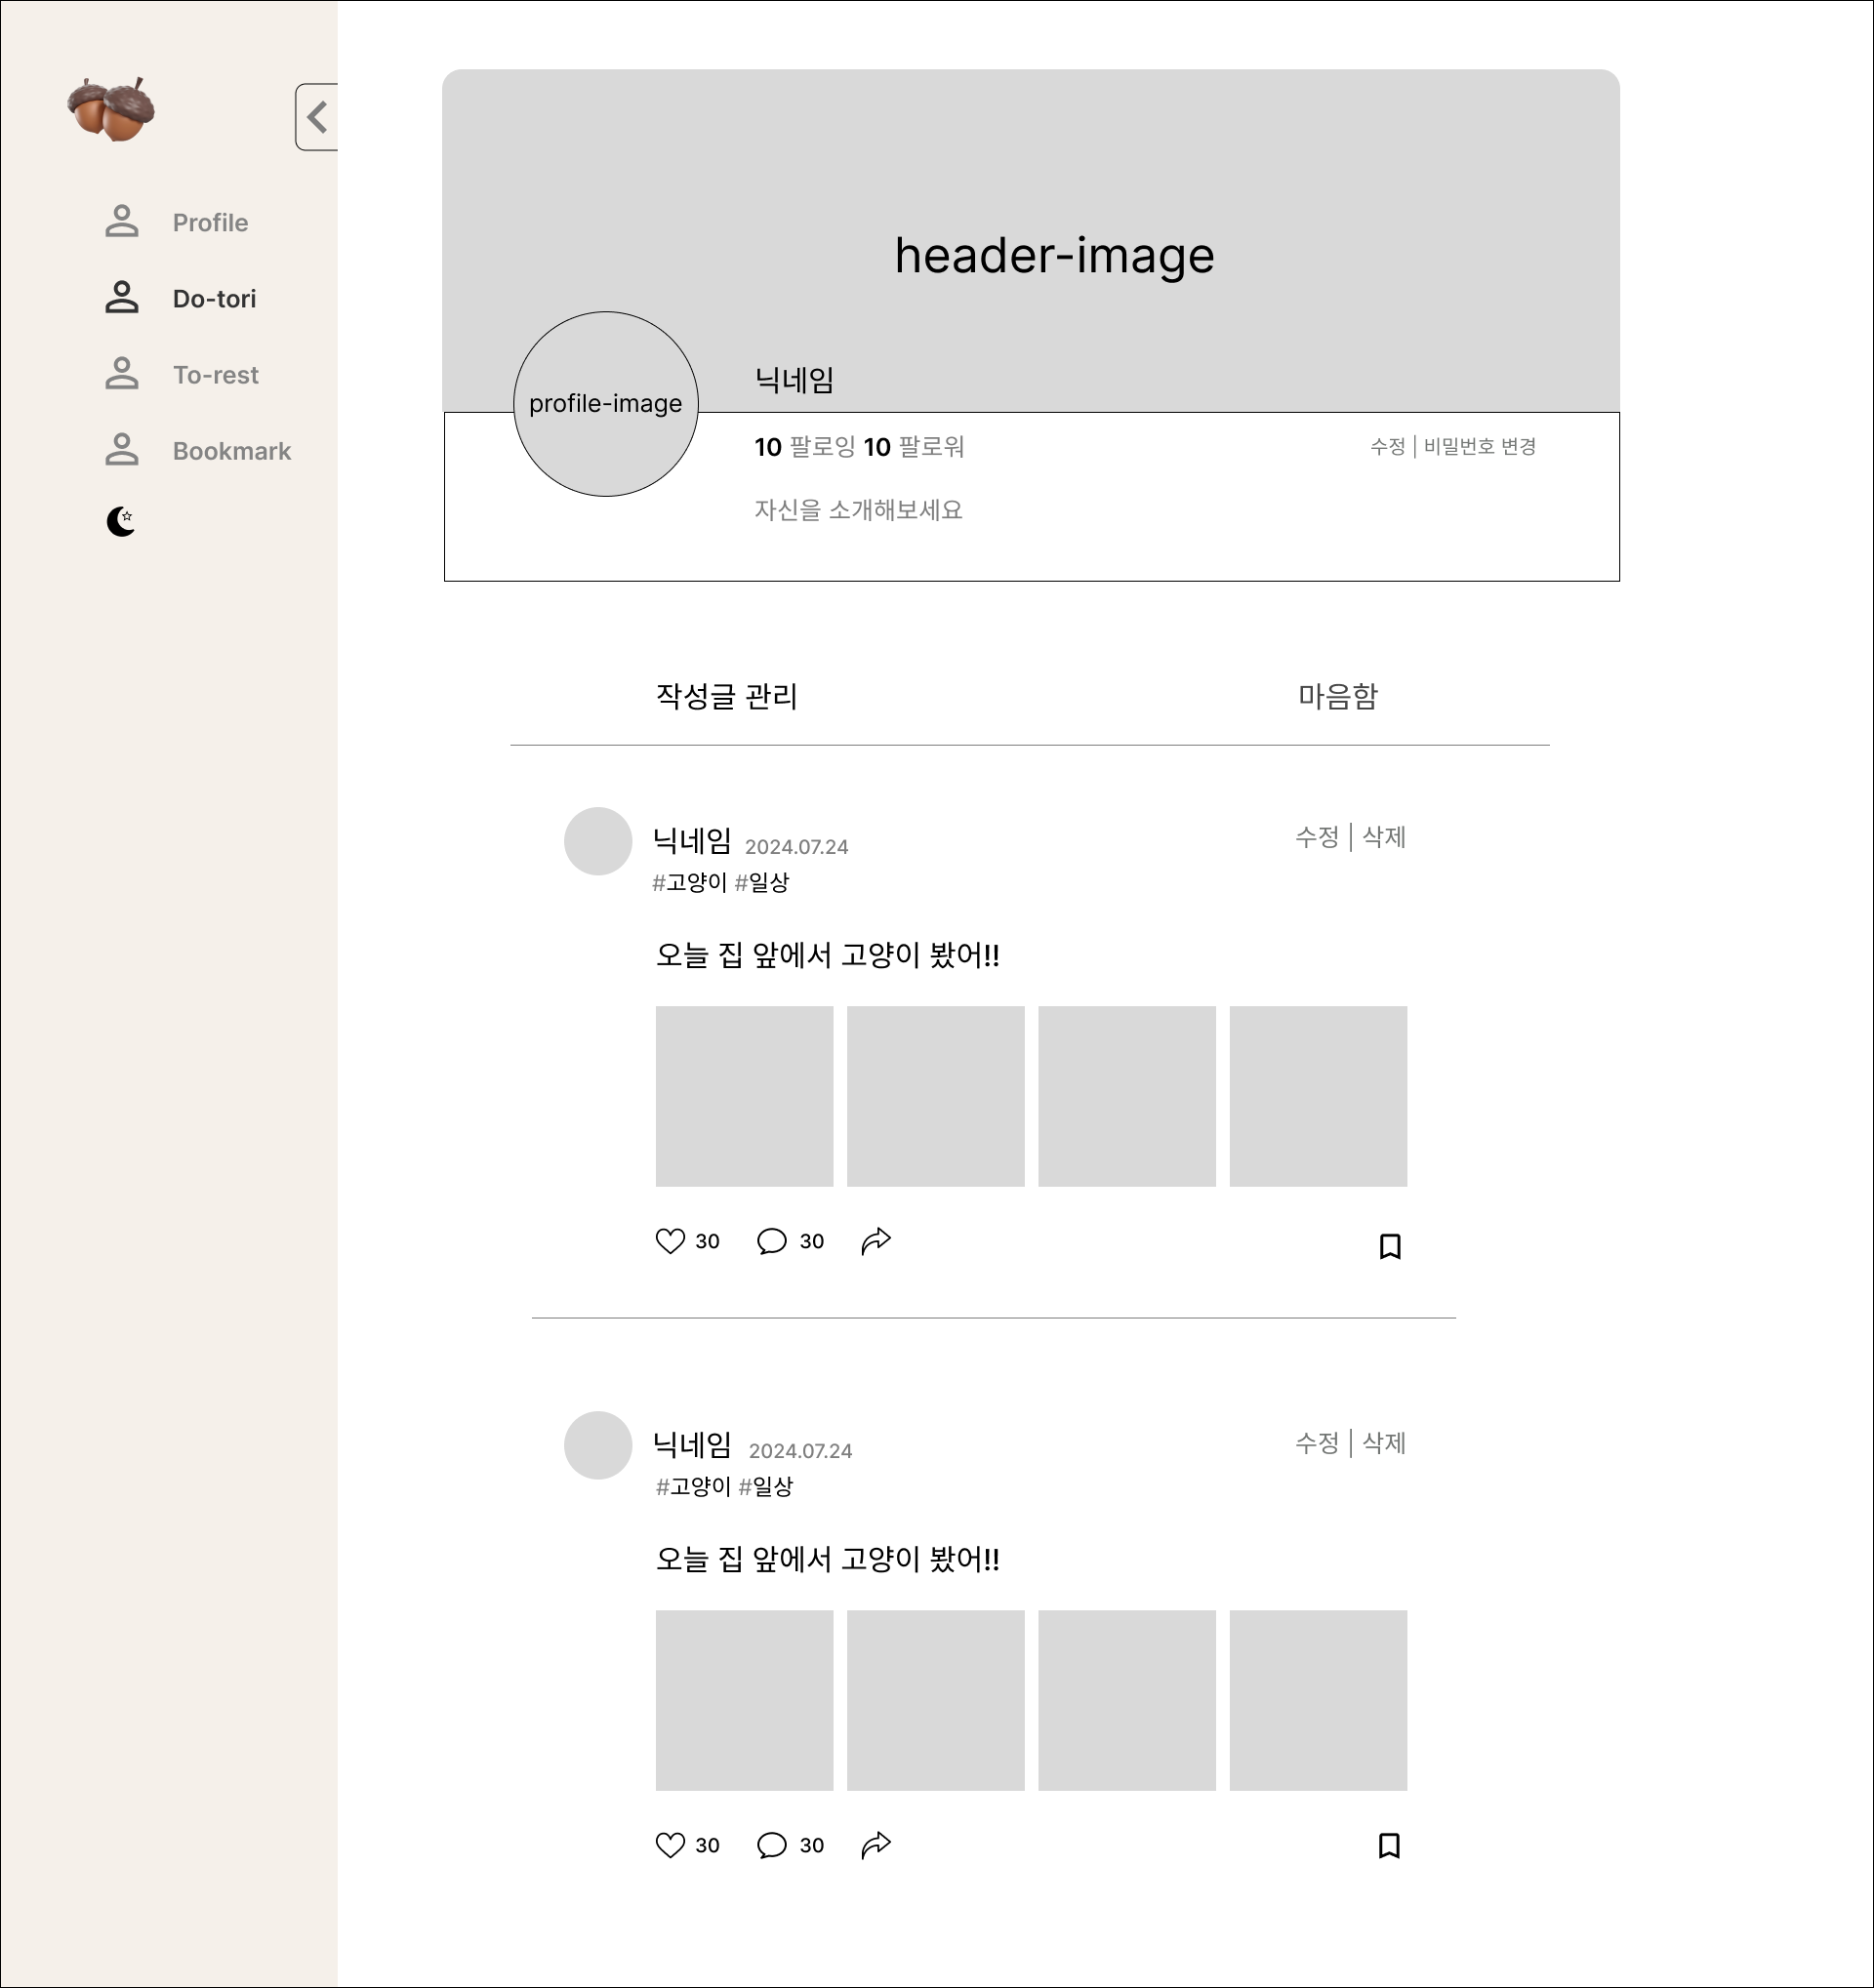 Profile
Do-tori
To-rest
Bookmark
header-image
profile-image
닉네임
10 팔로잉 10 팔로워
수정 | 비밀번호 변경
자신을 소개해보세요
작성글 관리
마음함
닉네임 2024.07.24
수정 | 삭제
#고양이 #일상
오늘 집 앞에서 고양이 봤어!!
30
30
닉네임 2024.07.24
수정 | 삭제
#고양이 #일상
오늘 집 앞에서 고양이 봤어!!
30
30